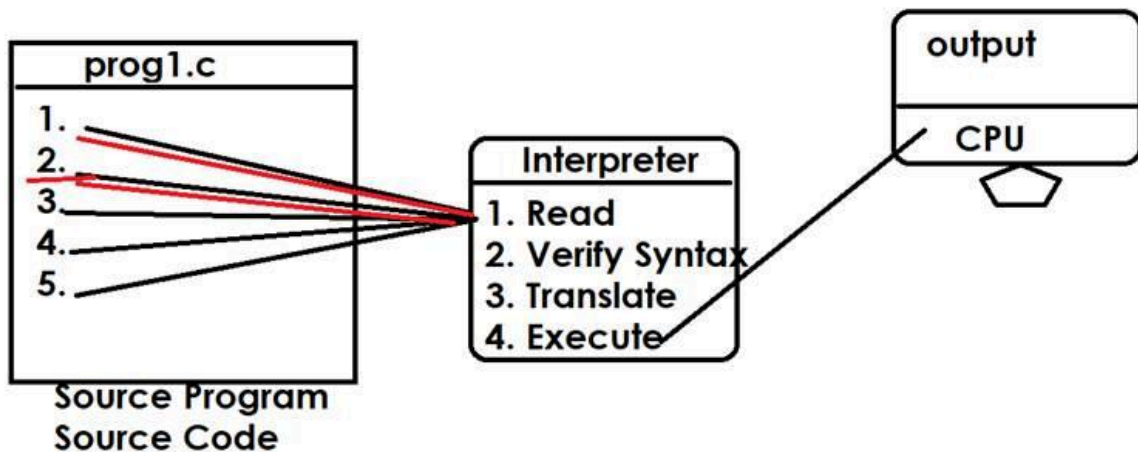 prog1.c
1.
2.
3.
4.
5.
Source Program
Source Code
Interpreter
1. Read
2. Verify Syntax
3. Translate
4. Execute
output
CPU